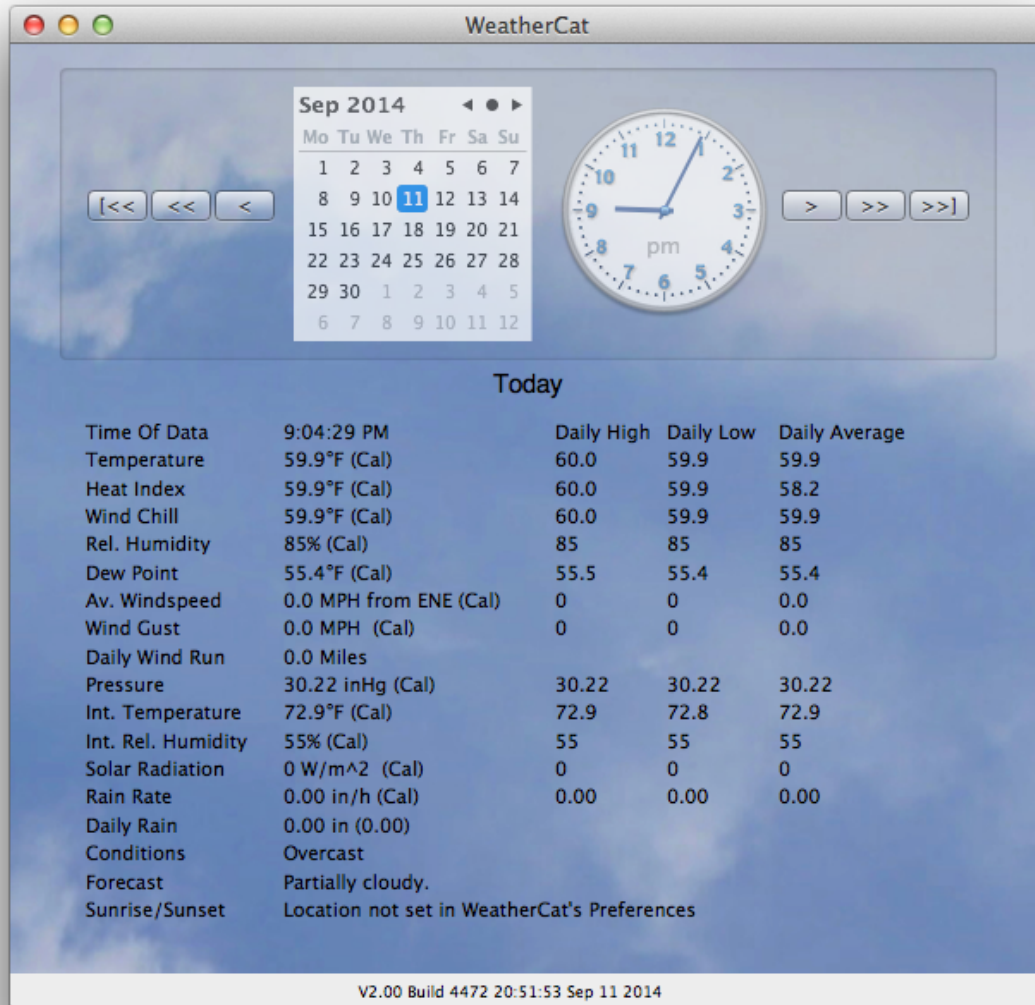 WeatherCat
Sep 2014 ◀ ● ▶
Mo Tu We Th Fr Sa Su
1 2 3 4 5 6 7
8 9 10 11 12 13 14
15 16 17 18 19 20 21
22 23 24 25 26 27 28
29 30 1 2 3 4 5
6 7 8 9 10 11 12
[<< << <
12 1 2 3 4 5 6 7 8 9 10 11
pm
> >> >>]
Today
Time Of Data 9:04:29 PM Daily High Daily Low Daily Average
Temperature 59.9°F (Cal) 60.0 59.9 59.9
Heat Index 59.9°F (Cal) 60.0 59.9 58.2
Wind Chill 59.9°F (Cal) 60.0 59.9 59.9
Rel. Humidity 85% (Cal) 85 85 85
Dew Point 55.4°F (Cal) 55.5 55.4 55.4
Av. Windspeed 0.0 MPH from ENE (Cal) 0 0 0.0
Wind Gust 0.0 MPH (Cal) 0 0 0.0
Daily Wind Run 0.0 Miles
Pressure 30.22 inHg (Cal) 30.22 30.22 30.22
Int. Temperature 72.9°F (Cal) 72.9 72.8 72.9
Int. Rel. Humidity 55% (Cal) 55 55 55
Solar Radiation 0 W/m^2 (Cal) 0 0 0
Rain Rate 0.00 in/h (Cal) 0.00 0.00 0.00
Daily Rain 0.00 in (0.00)
Conditions Overcast
Forecast Partially cloudy.
Sunrise/Sunset Location not set in WeatherCat's Preferences
V2.00 Build 4472 20:51:53 Sep 11 2014